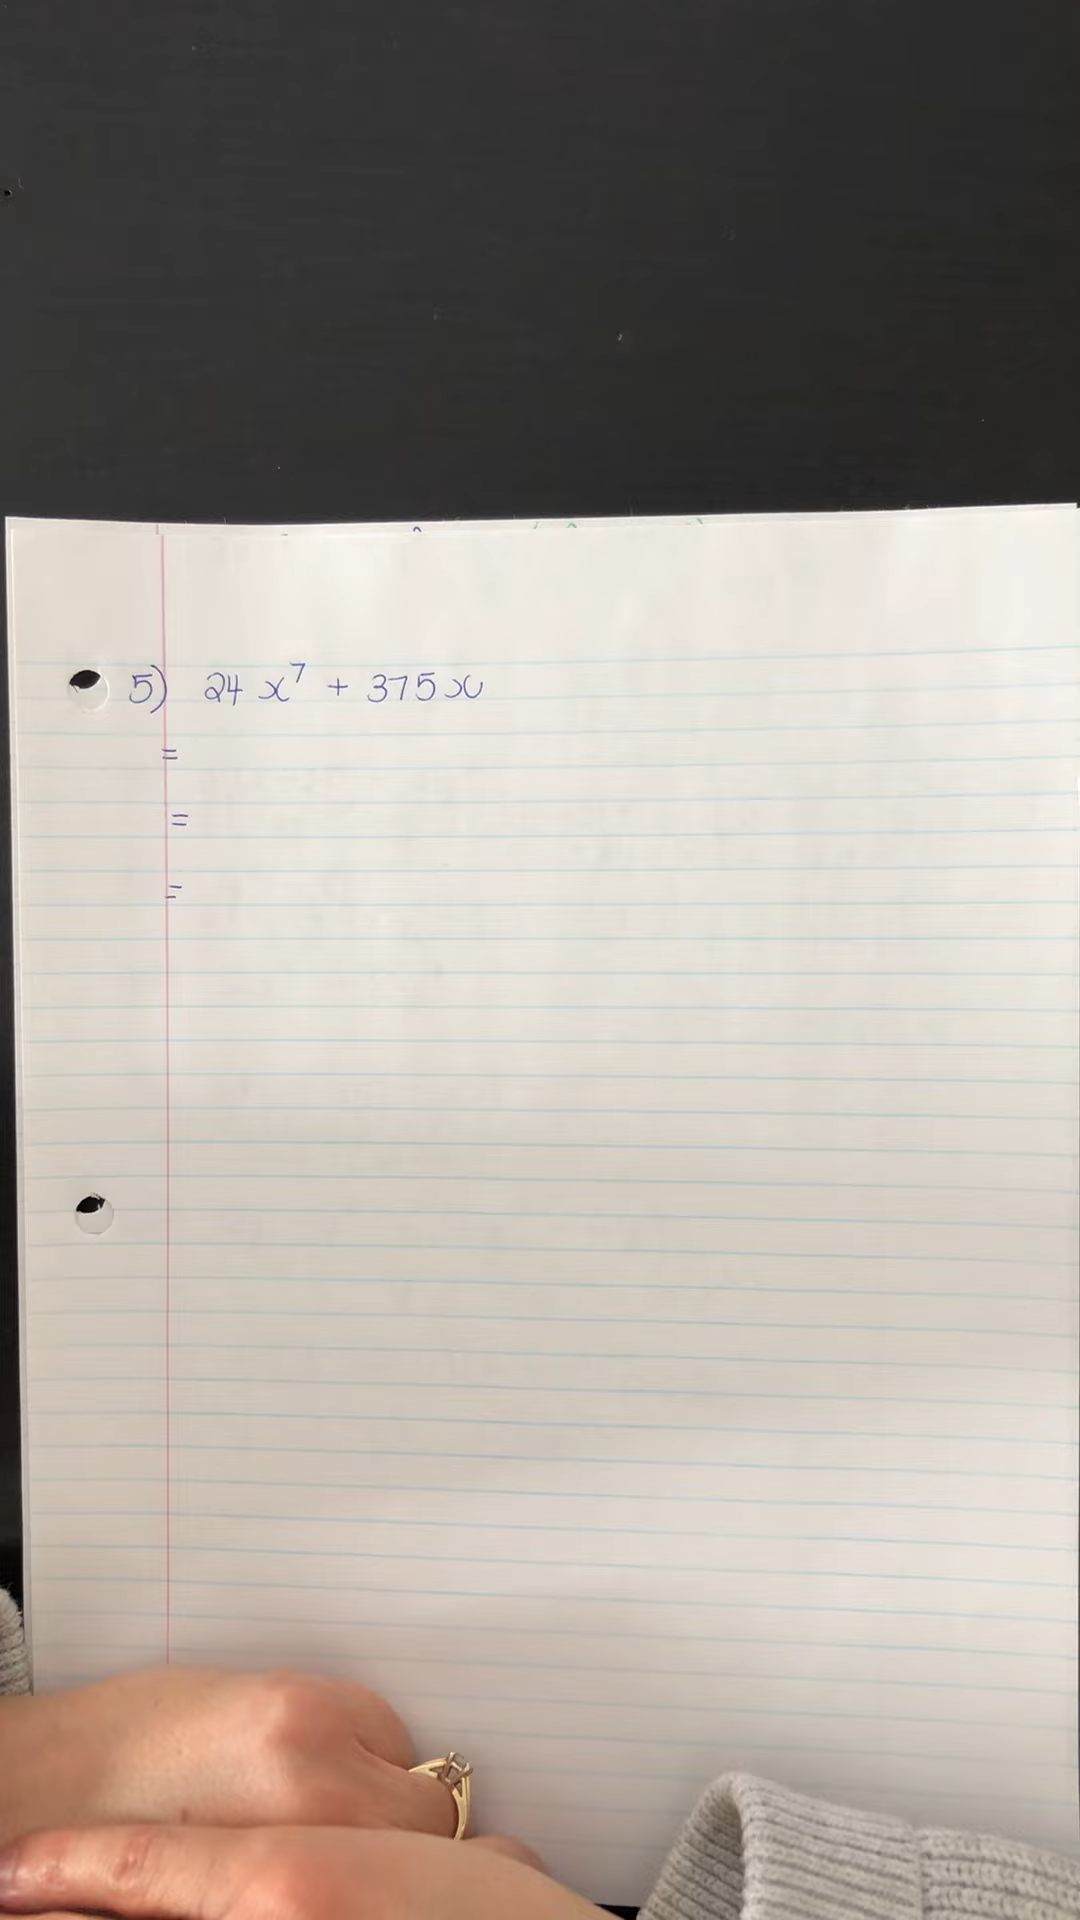 5) 24x⁷ + 375x
=
=
=